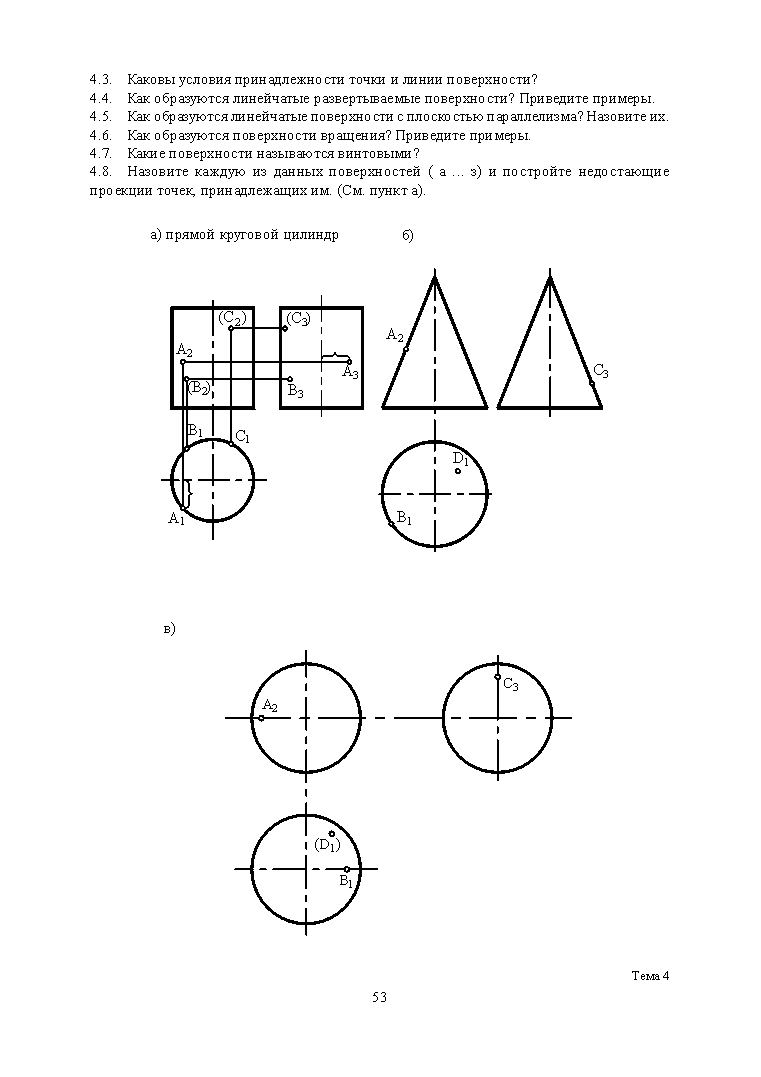 4.3. Каковы условия принадлежности точки и линии поверхности?
4.4. Как образуются линейчатые развертываемые поверхности? Приведите примеры.
4.5. Как образуются линейчатые поверхности с плоскостью параллелизма? Назовите их.
4.6. Как образуются поверхности вращения? Приведите примеры.
4.7. Какие поверхности называются винтовыми?
4.8. Назовите каждую из данных поверхностей ( а ... з) и постройте недостающие
проекции точек, принадлежащих им. (См. пункт а).
а) прямой круговой цилиндр б)
(C2) (C3)
A2
A3
(B2) B3
B1 C1
A1
A2
C3
D1
B1
в)
A2
C3
(D1)
B1
Тема 4
53